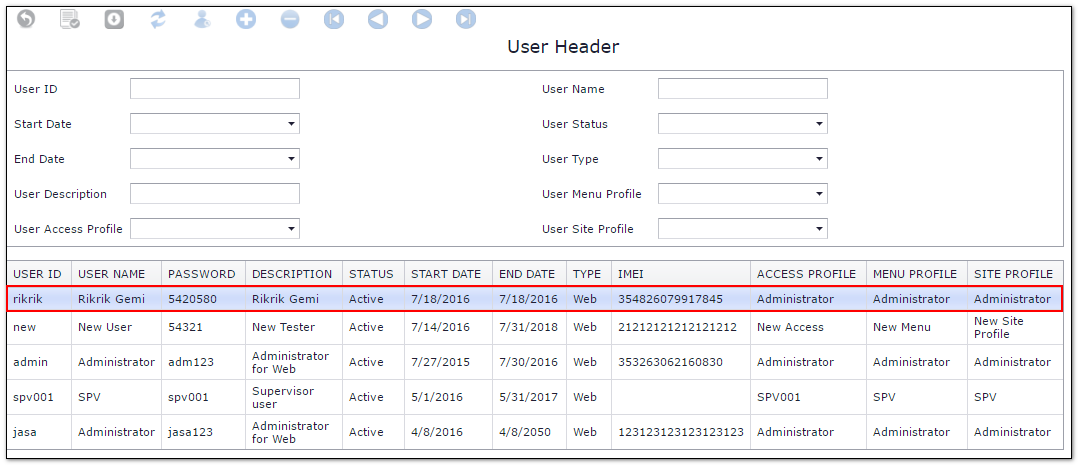 User Header
User ID User Name
Start Date User Status
End Date User Type
User Description User Menu Profile
User Access Profile User Site Profile
USER ID USER NAME PASSWORD DESCRIPTION STATUS START DATE END DATE TYPE IMEI ACCESS PROFILE MENU PROFILE SITE PROFILE
rikrik Rikrik Gemi 5420580 Rikrik Gemi Active 7/18/2016 7/18/2016 Web 354826079917845 Administrator Administrator Administrator
new New User 54321 New Tester Active 7/14/2016 7/31/2018 Web 21212121212121212 New Access New Menu New Site
Profile
admin Administrator adm123 Administrator
for Web Active 7/27/2015 7/30/2016 Web 353263062160830 Administrator Administrator Administrator
spv001 SPV spv001 Supervisor
user Active 5/1/2016 5/31/2017 Web SPV001 SPV SPV
jasa Administrator jasa123 Administrator
for Web Active 4/8/2016 4/8/2050 Web 123123123123123123 Administrator Administrator Administrator